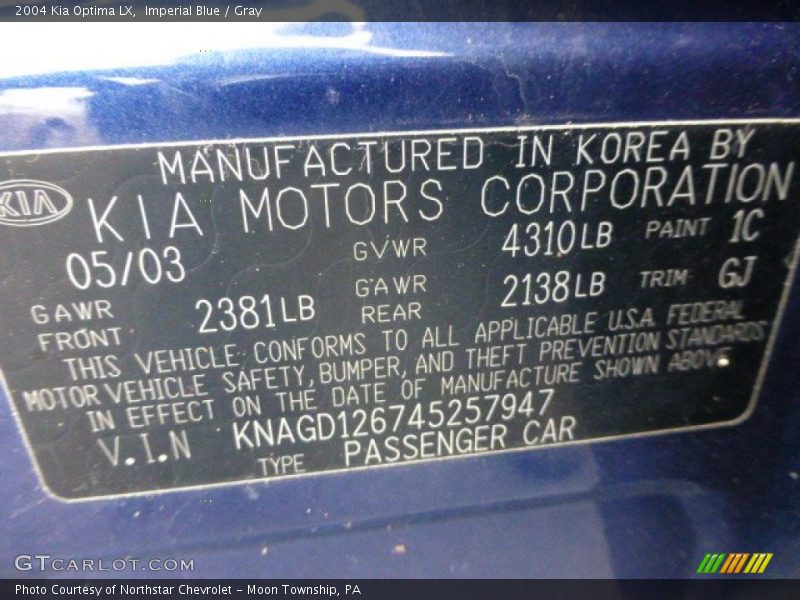 2004 Kia Optima LX, Imperial Blue / Gray
MANUFACTURED IN KOREA BY
KIA KIA MOTORS CORPORATION
05/03 GVWR 4310LB PAINT 1C
GAWR FRONT 2381LB GAWR REAR 2138LB TRIM GJ
THIS VEHICLE CONFORMS TO ALL APPLICABLE U.S.A. FEDERAL
MOTOR VEHICLE SAFETY, BUMPER, AND THEFT PREVENTION STANDARDS
IN EFFECT ON THE DATE OF MANUFACTURE SHOWN ABOVE
V.I.N KNAGD126745257947
TYPE PASSENGER CAR
GTCARLOT.COM
Photo Courtesy of Northstar Chevrolet - Moon Township, PA